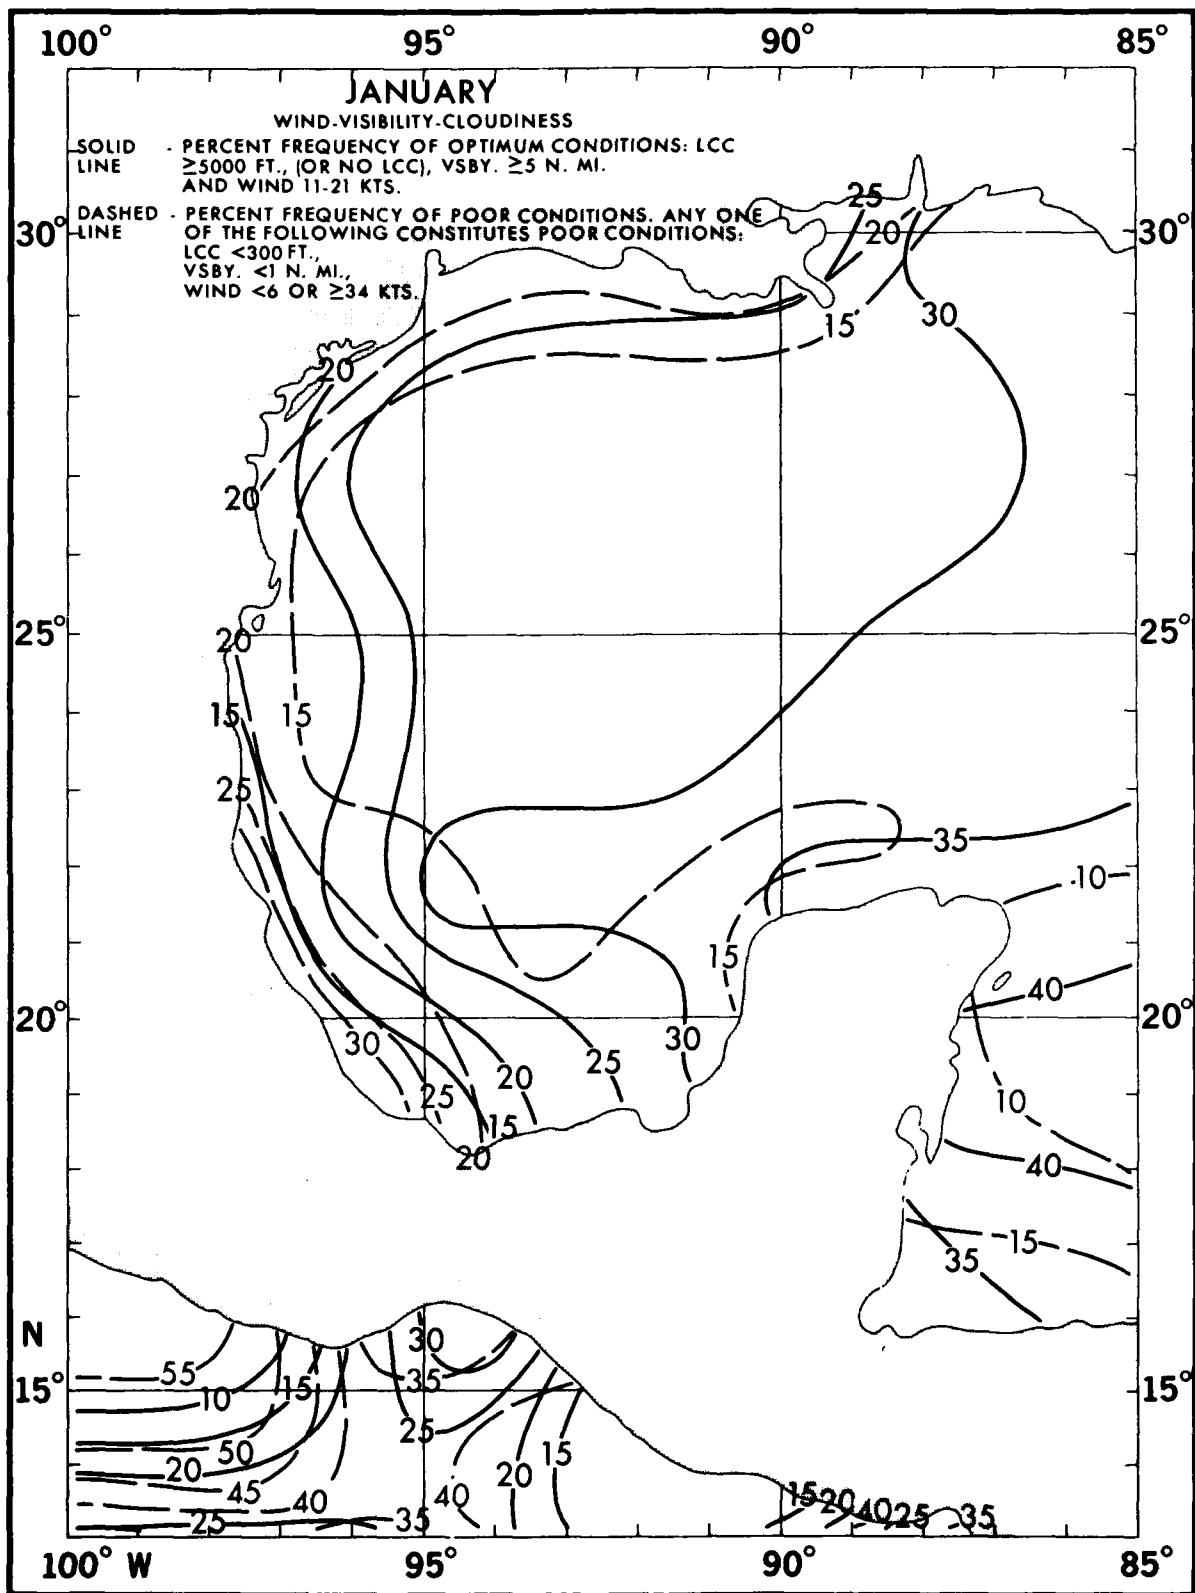 100° 95° 90° 85°
JANUARY
WIND-VISIBILITY-CLOUDINESS
SOLID - PERCENT FREQUENCY OF OPTIMUM CONDITIONS: LCC
LINE ≥5000 FT., (OR NO LCC), VSBY. ≥5 N. MI.
AND WIND 11-21 KTS.
DASHED - PERCENT FREQUENCY OF POOR CONDITIONS. ANY ONE
LINE OF THE FOLLOWING CONSTITUTES POOR CONDITIONS:
LCC <300 FT.,
VSBY. <1 N. MI.,
WIND <6 OR ≥34 KTS.
25
30° 20 30°
15 30
20
20
25° 20 25°
15 15
25
35
10
15
40
20° 20°
30 30
25
20
25 10
15
20 40
15
35
N 30
55 35
15° 10 15 15°
25
50 15
20 20
45 40 40
25 35 15 20 40 25 35
100° W 95° 90° 85°